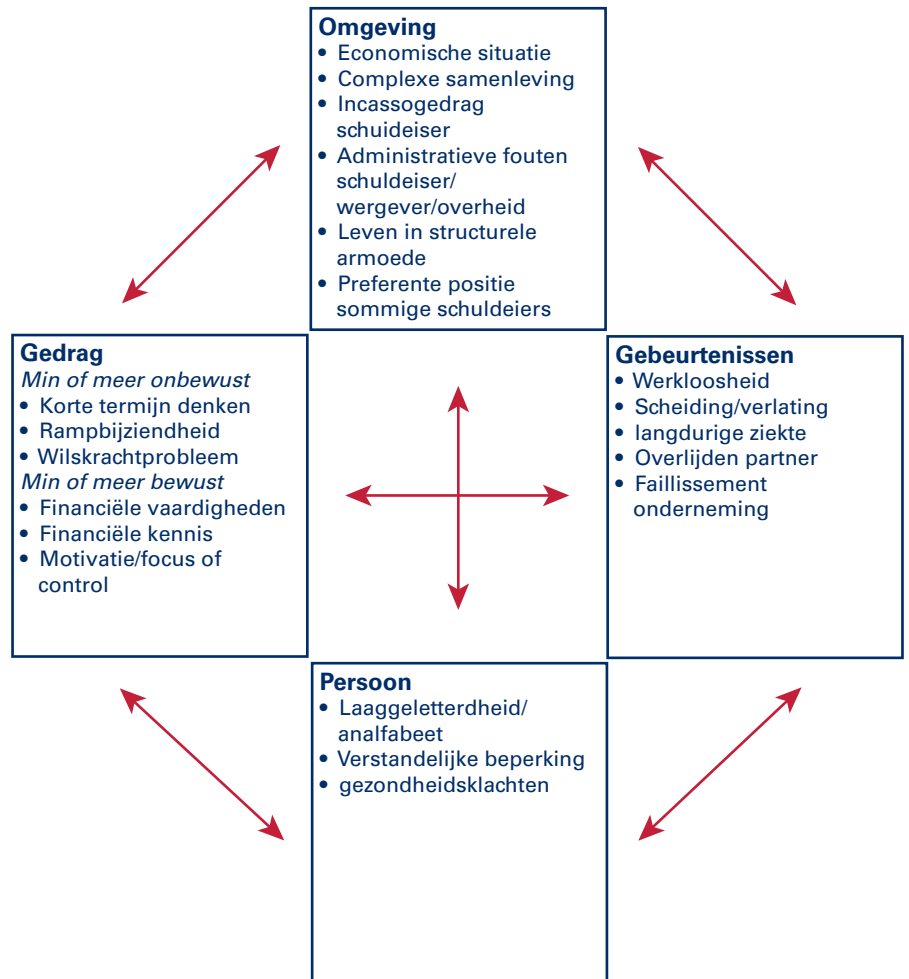 Omgeving
• Economische situatie
• Complexe samenleving
• Incassogedrag
schuideiser
• Administratieve fouten
schuldeiser/
wergever/overheid
• Leven in structurele
armoede
• Preferente positie
sommige schuldeiers
Gedrag
Min of meer onbewust
• Korte termijn denken
• Rampbijziendheid
• Wilskrachtprobleem
Min of meer bewust
• Financiële vaardigheden
• Financiële kennis
• Motivatie/focus of
control
Gebeurtenissen
• Werkloosheid
• Scheiding/verlating
• langdurige ziekte
• Overlijden partner
• Faillissement
onderneming
Persoon
• Laaggeletterdheid/
analfabeet
• Verstandelijke beperking
• gezondheidsklachten